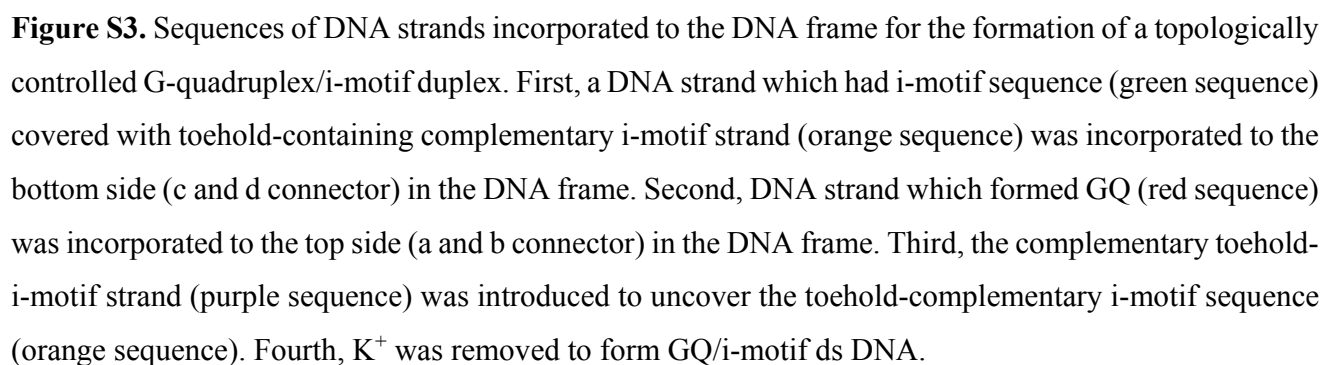 Figure S3. Sequences of DNA strands incorporated to the DNA frame for the formation of a topologically
controlled G-quadruplex/i-motif duplex. First, a DNA strand which had i-motif sequence (green sequence)
covered with toehold-containing complementary i-motif strand (orange sequence) was incorporated to the
bottom side (c and d connector) in the DNA frame. Second, DNA strand which formed GQ (red sequence)
was incorporated to the top side (a and b connector) in the DNA frame. Third, the complementary toehold-
i-motif strand (purple sequence) was introduced to uncover the toehold-complementary i-motif sequence
(orange sequence). Fourth, K⁺ was removed to form GQ/i-motif ds DNA.